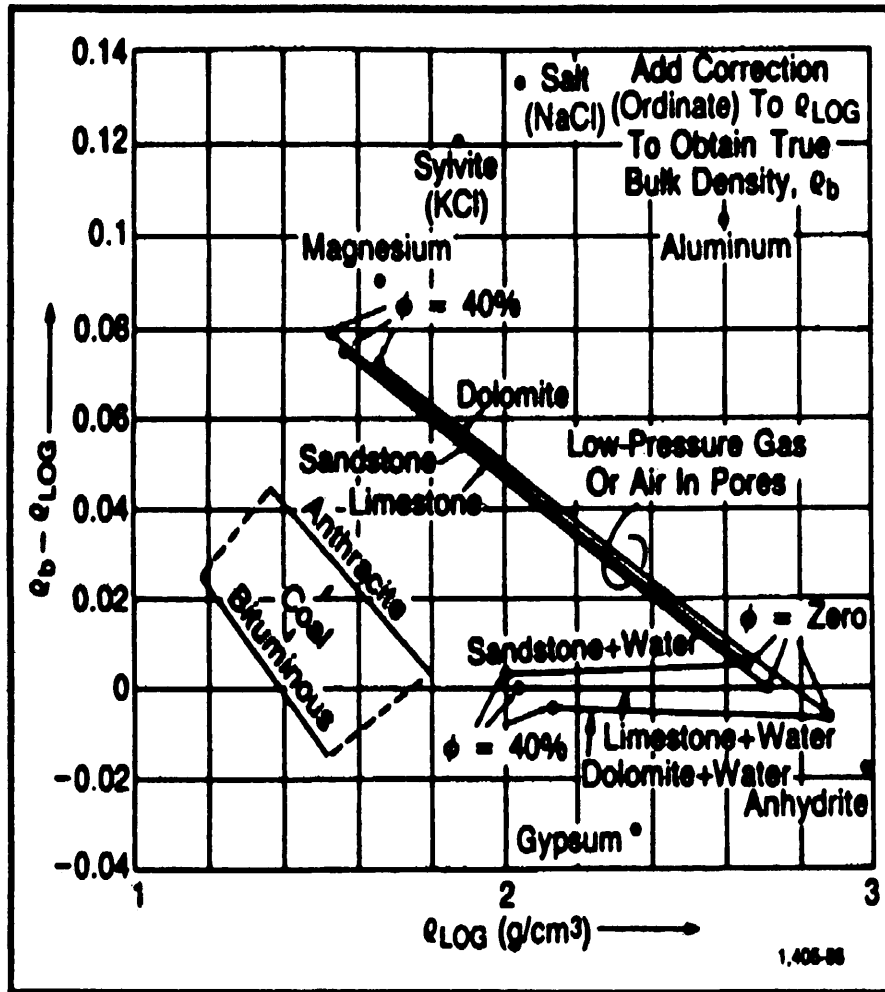 0.14
0.12
0.1
0.08
0.06
0.04
0.02
0
−0.02
−0.04
ϱb – ϱLOG
Salt
(NaCl)
Add Correction
(Ordinate) To ϱLOG
To Obtain True
Bulk Density, ϱb
Sylvite
(KCl)
Magnesium
Aluminum
ϕ = 40%
Dolomite
Sandstone
Limestone
Low-Pressure Gas
Or Air In Pores
Anthracite
Coal
Bituminous
ϕ = Zero
Sandstone+Water
ϕ = 40%
Limestone+Water
Dolomite+Water
Anhydrite
Gypsum
1
2
3
ϱLOG (g/cm³)
1,405-86